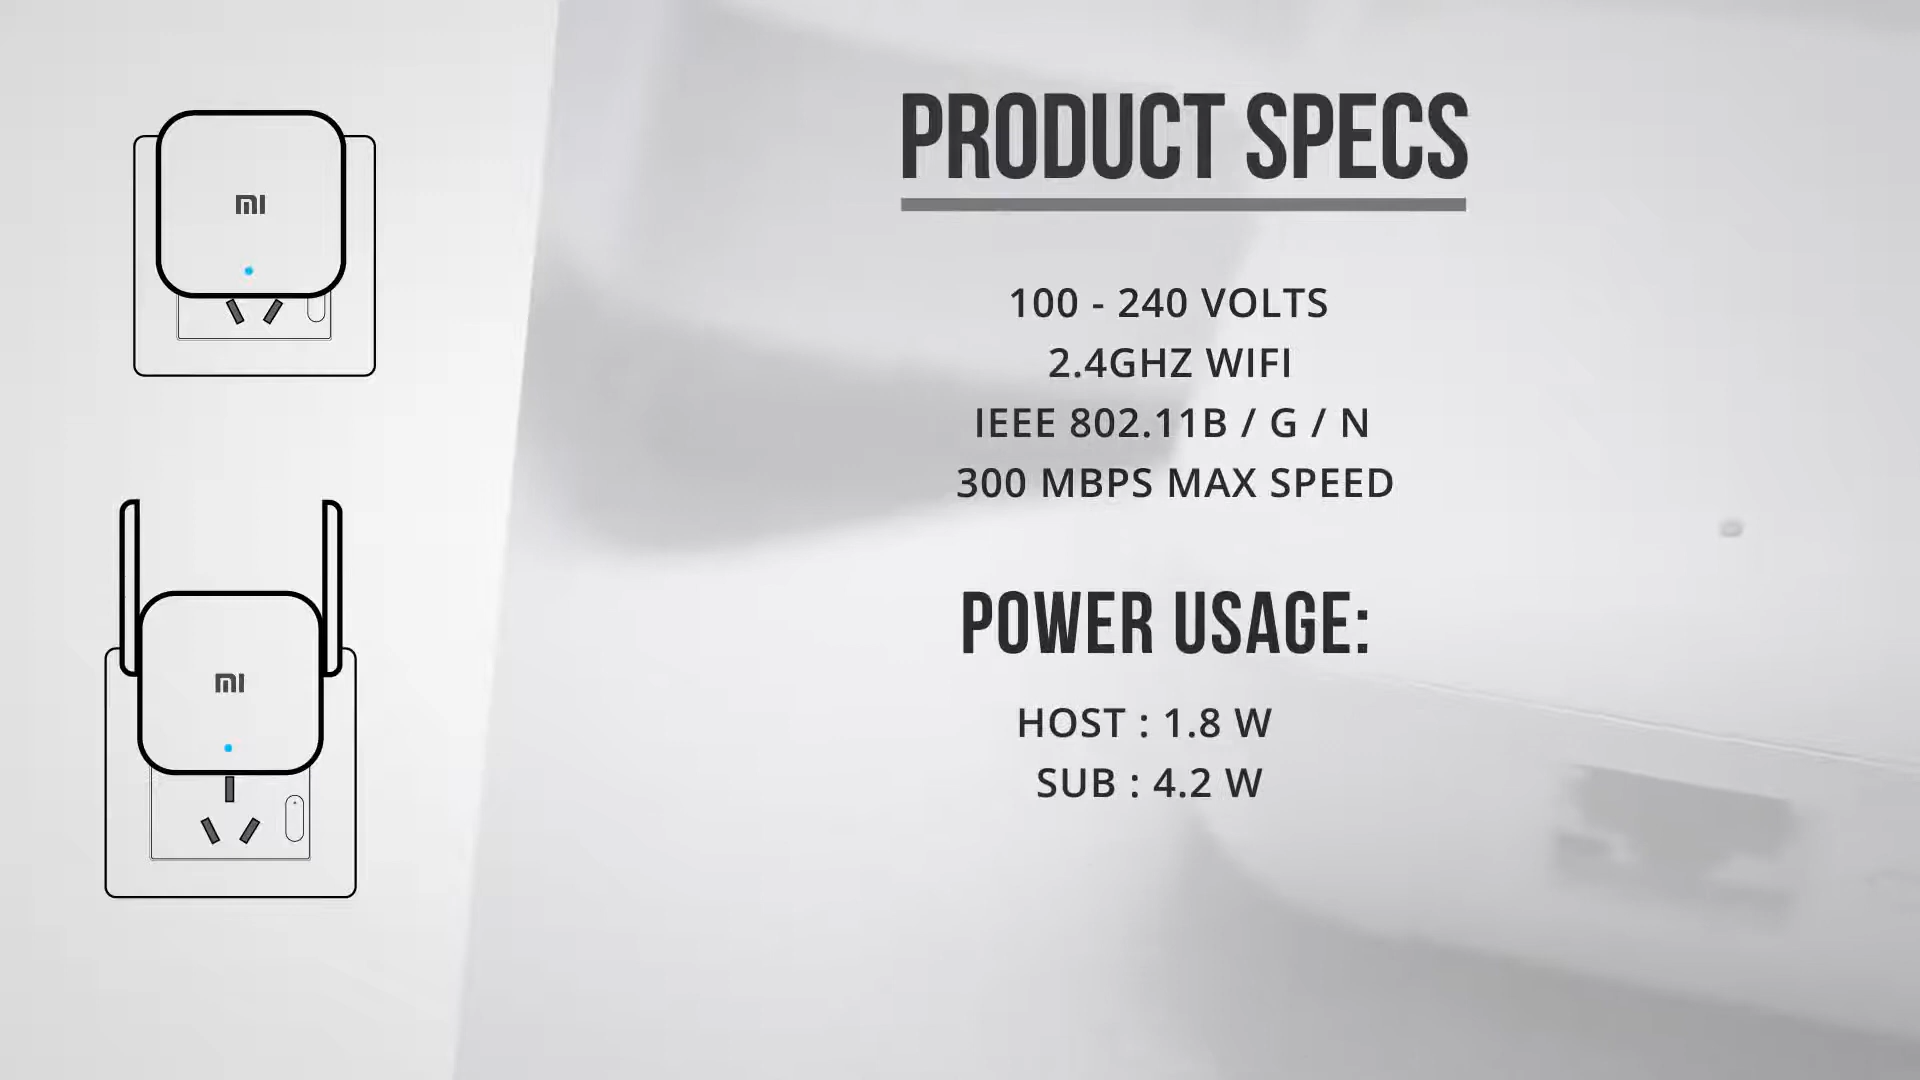 PRODUCT SPECS
100 - 240 VOLTS
2.4GHZ WIFI
IEEE 802.11B / G / N
300 MBPS MAX SPEED
POWER USAGE:
HOST : 1.8 W
SUB : 4.2 W
MI
MI